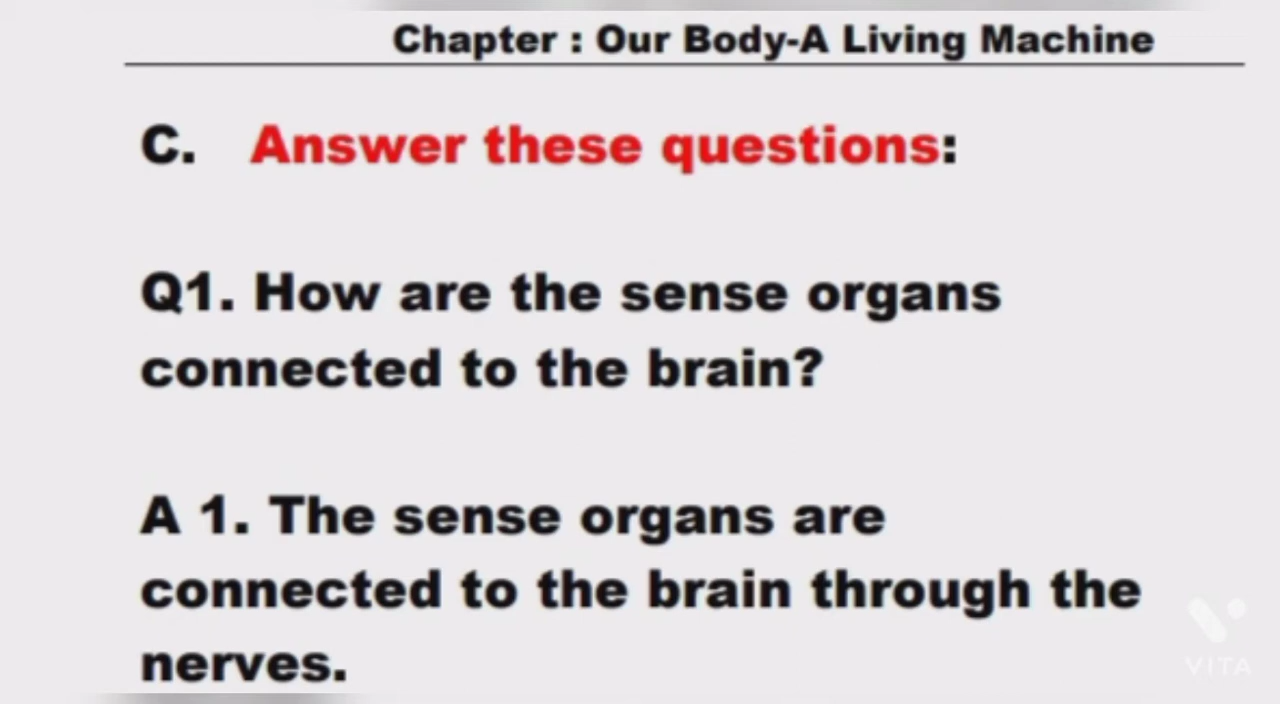 Chapter : Our Body-A Living Machine
C. Answer these questions:
Q1. How are the sense organs
connected to the brain?
A 1. The sense organs are
connected to the brain through the
nerves.
VITA